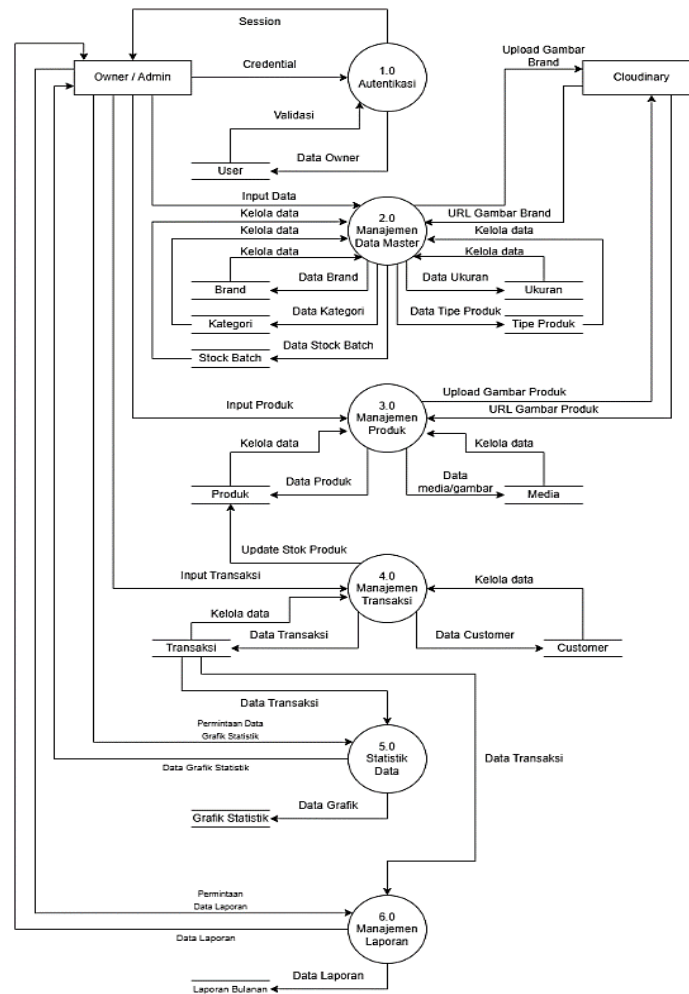 Session
Upload Gambar
Brand
Owner / Admin
Credential
1.0
Autentikasi
Cloudinary
Validasi
Data Owner
User
Input Data
Kelola data
URL Gambar Brand
Kelola data
2.0
Manajemen
Data Master
Kelola data
Kelola data
Kelola data
Data Brand
Data Ukuran
Brand
Ukuran
Data Kategori
Data Tipe Produk
Kategori
Tipe Produk
Data Stock Batch
Stock Batch
Upload Gambar Produk
Input Produk
3.0
Manajemen
Produk
URL Gambar Produk
Kelola data
Kelola data
Data Produk
Data
media/gambar
Produk
Media
Update Stok Produk
Input Transaksi
4.0
Manajemen
Transaksi
Kelola data
Kelola data
Data Transaksi
Data Customer
Transaksi
Customer
Data Transaksi
Permintaan Data
Grafik Statistik
5.0
Statistik
Data
Data Transaksi
Data Grafik Statistik
Data Grafik
Grafik Statistik
Permintaan
Data Laporan
6.0
Manajemen
Laporan
Data Laporan
Data Laporan
Laporan Bulanan